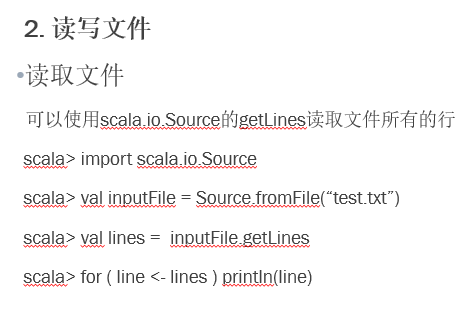 2. 读写文件
•读取文件
可以使用scala.io.Source的getLines读取文件所有的行
scala> import scala.io.Source
scala> val inputFile = Source.fromFile(“test.txt”)
scala> val lines =  inputFile.getLines
scala> for ( line <- lines ) println(line)